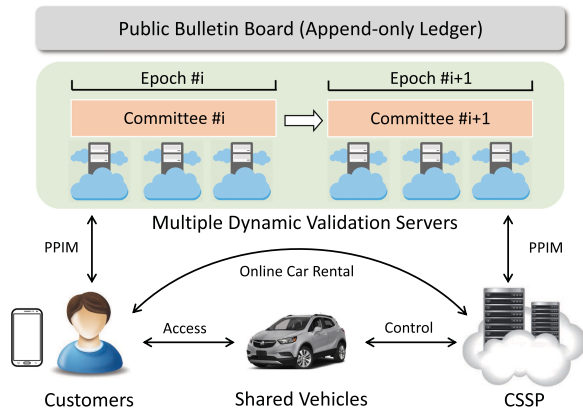 Public Bulletin Board (Append-only Ledger)
Epoch #i
Epoch #i+1
Committee #i
Committee #i+1
Multiple Dynamic Validation Servers
PPIM
PPIM
Online Car Rental
Access
Control
Customers
Shared Vehicles
CSSP